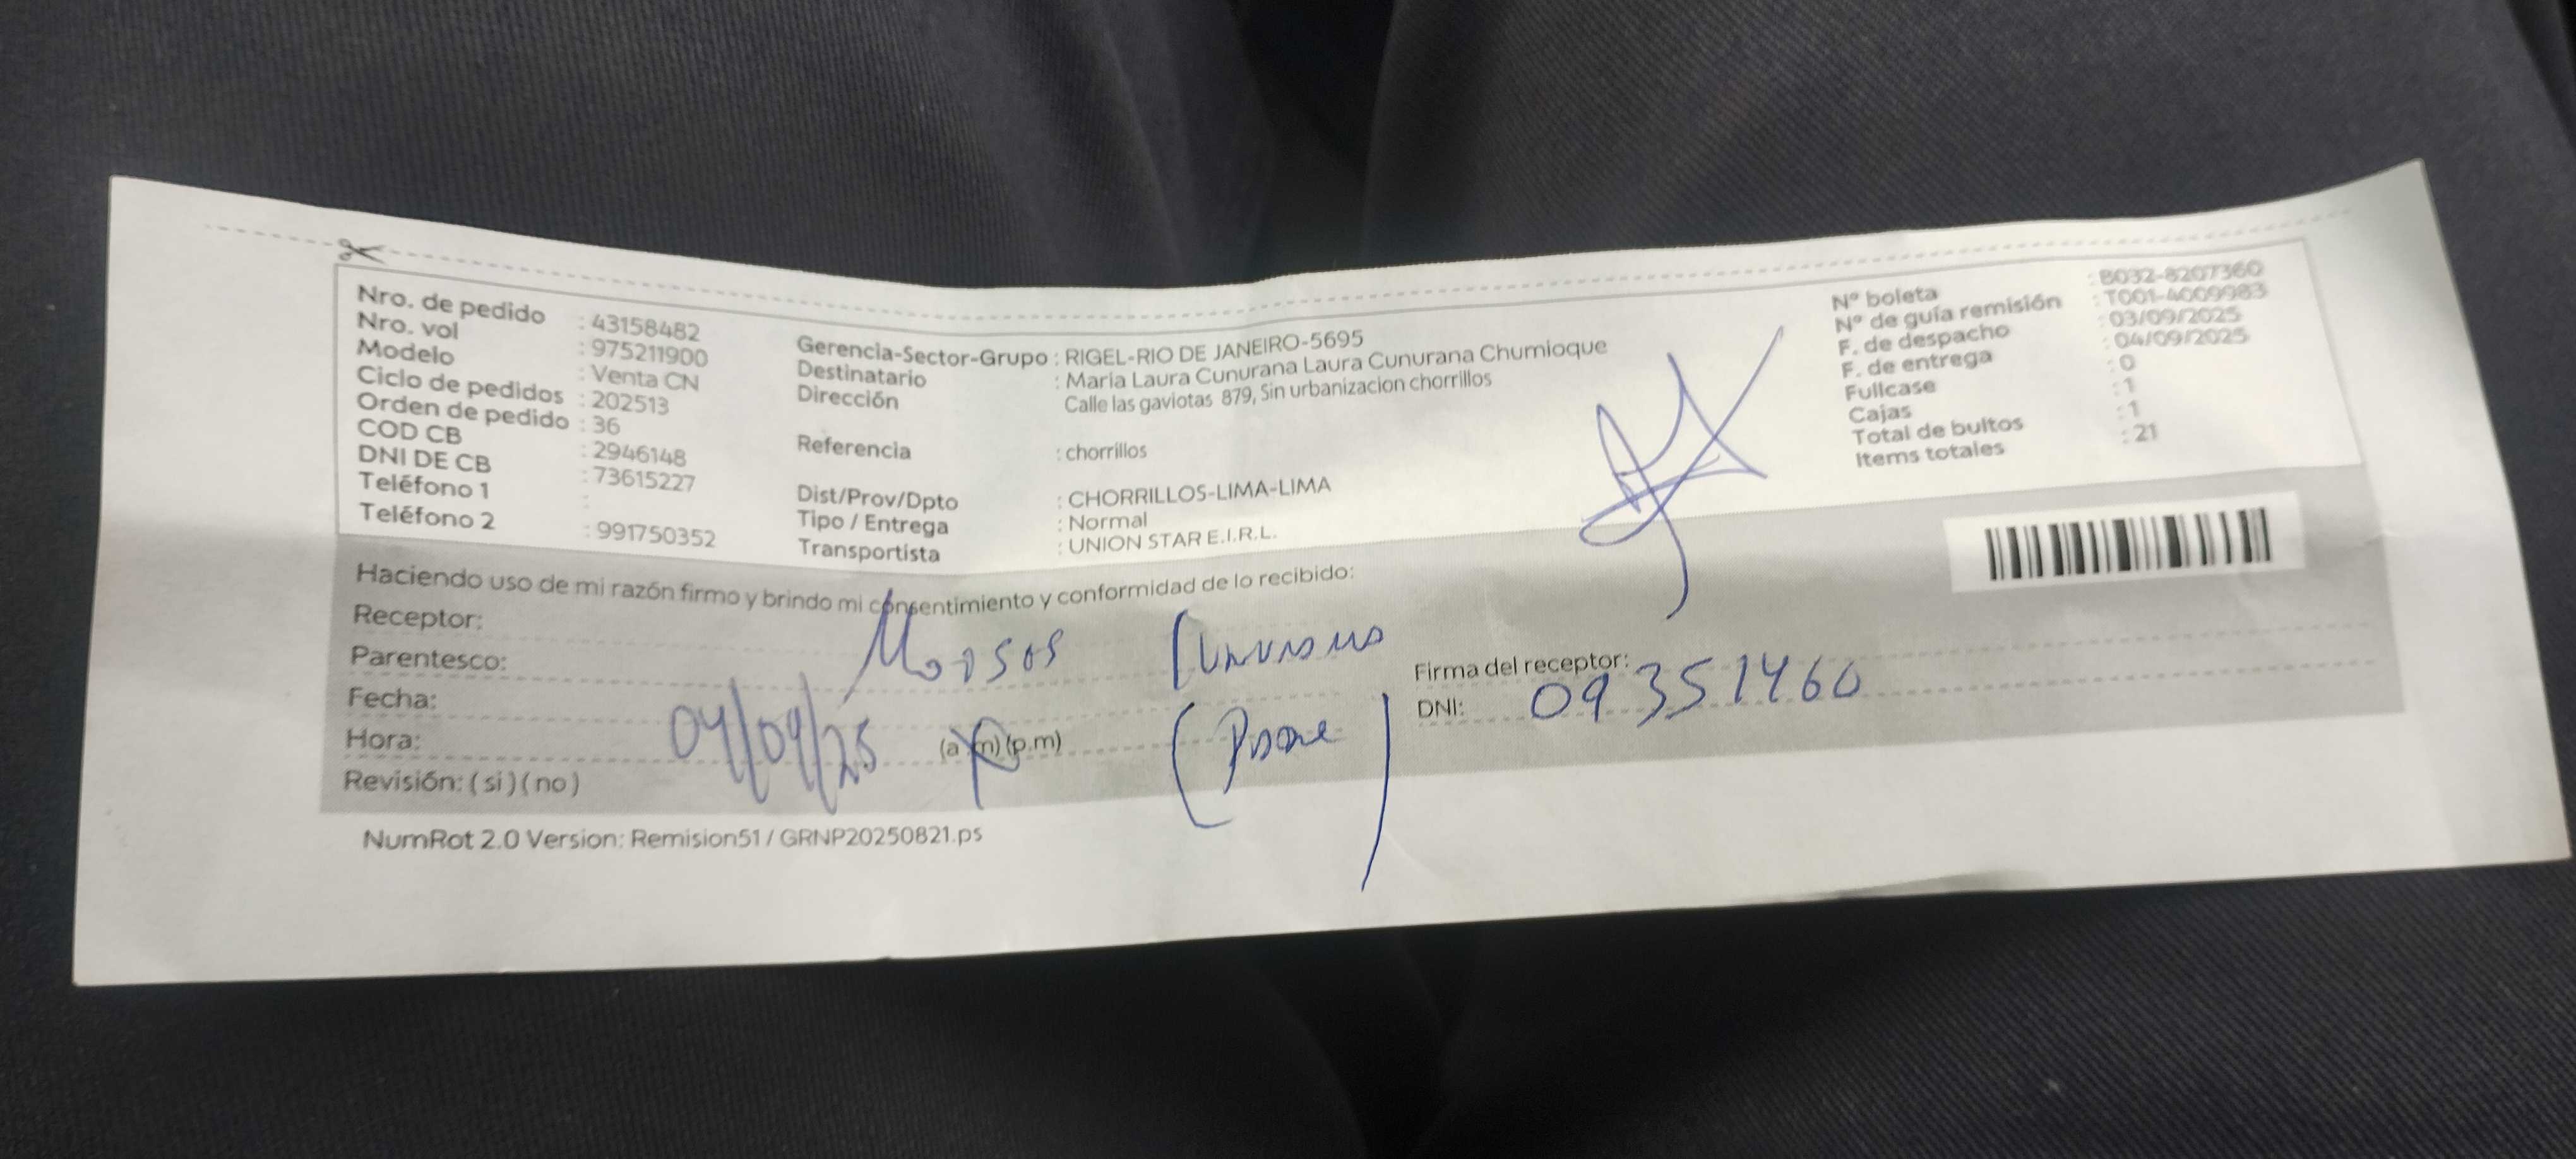 Nro. de pedido : 43158482
Nro. vol : 975211900
Modelo : Venta CN
Ciclo de pedidos : 202513
Orden de pedido : 36
COD CB : 2946148
DNI DE CB : 73615227
Teléfono 1 :
Teléfono 2 : 991750352
Gerencia-Sector-Grupo : RIGEL-RIO DE JANEIRO-5695
Destinatario : Maria Laura Cunurana Laura Cunurana Chumioque
Dirección Calle las gaviotas 879, Sin urbanizacion chorrillos
Referencia : chorrillos
Dist/Prov/Dpto : CHORRILLOS-LIMA-LIMA
Tipo / Entrega : Normal
Transportista : UNION STAR E.I.R.L.
Nº boleta : B032-8207360
Nº de guía remisión : T001-4009983
F. de despacho : 03/09/2025
F. de entrega : 04/09/2025
Fullcase : 0
Cajas : 1
Total de bultos : 1
Items totales : 21
Haciendo uso de mi razón firmo y brindo mi consentimiento y conformidad de lo recibido:
Receptor:
Parentesco: Cunurana
Fecha: 04/09/25
Hora: (a.m) (p.m)
Revisión: ( si ) ( no )
Firma del receptor:
DNI: 09351460
NumRot 2.0 Version: Remision51 / GRNP20250821.ps